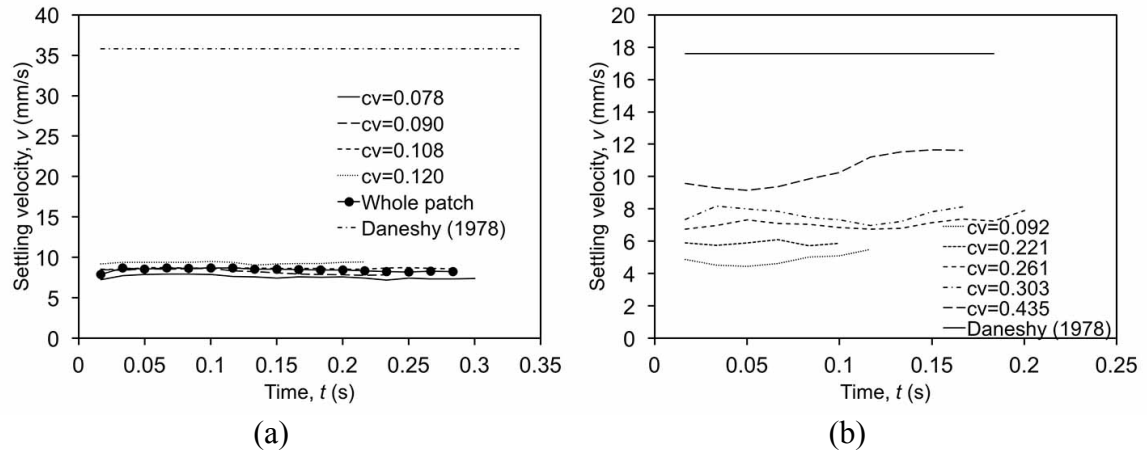 40
35
30
25
20
15
10
5
0
Settling velocity, v (mm/s)
cv=0.078
cv=0.090
cv=0.108
cv=0.120
Whole patch
Daneshy (1978)
0 0.05 0.1 0.15 0.2 0.25 0.3 0.35
Time, t (s)
(a)
20
18
16
14
12
10
8
6
4
2
0
Settling velocity, v (mm/s)
cv=0.092
cv=0.221
cv=0.261
cv=0.303
cv=0.435
Daneshy (1978)
0 0.05 0.1 0.15 0.2 0.25
Time, t (s)
(b)